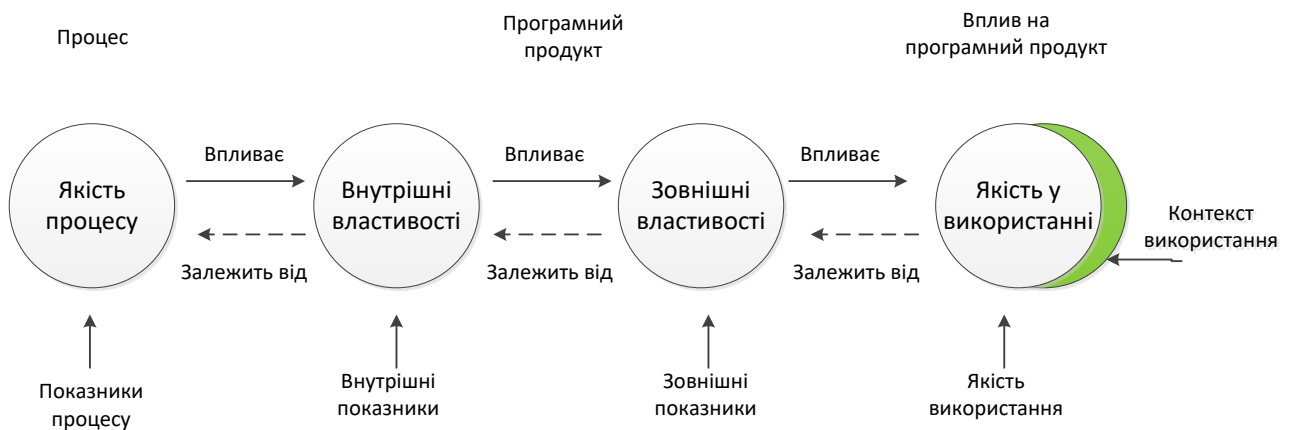 Процес
Програмний
продукт
Вплив на
програмний продукт
Якість
процесу
Впливає
Залежить від
Внутрішні
властивості
Впливає
Залежить від
Зовнішні
властивості
Впливає
Залежить від
Якість у
використанні
Контекст
використання
Показники
процесу
Внутрішні
показники
Зовнішні
показники
Якість
використання